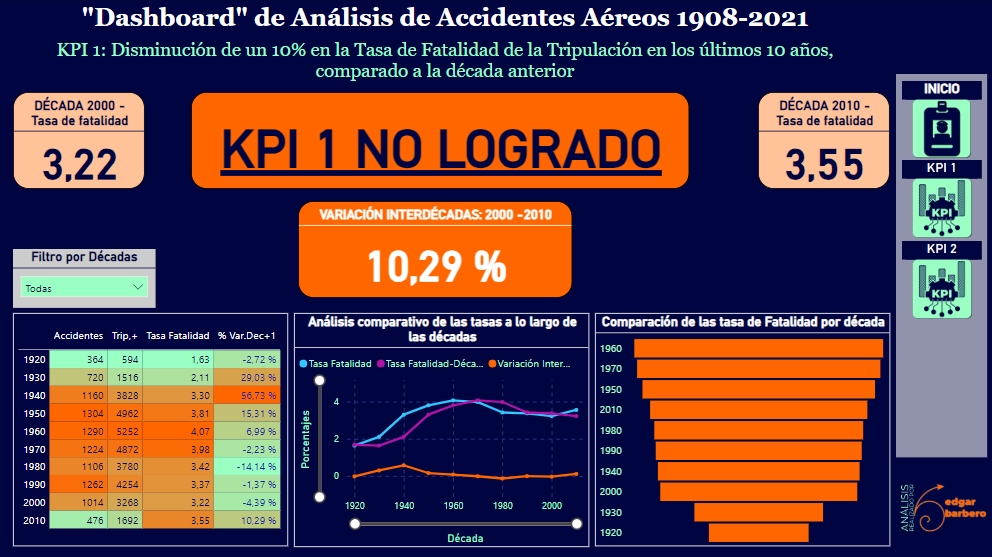 "Dashboard" de Análisis de Accidentes Aéreos 1908-2021
KPI 1: Disminución de un 10% en la Tasa de Fatalidad de la Tripulación en los últimos 10 años,
comparado a la década anterior
DÉCADA 2000 -
Tasa de fatalidad
3,22
KPI 1 NO LOGRADO
DÉCADA 2010 -
Tasa de fatalidad
3,55
INICIO
KPI 1
KPI
KPI 2
KPI
VARIACIÓN INTERDÉCADAS: 2000 -2010
10,29 %
Filtro por Décadas
Todas
Accidentes Trip,+ Tasa Fatalidad % Var.Dec+1
1920 364 594 1,63 -2,72 %
1930 720 1516 2,11 29,03 %
1940 1160 3828 3,30 56,73 %
1950 1304 4962 3,81 15,31 %
1960 1290 5252 4,07 6,99 %
1970 1224 4872 3,98 -2,23 %
1980 1106 3780 3,42 -14,14 %
1990 1262 4254 3,37 -1,37 %
2000 1014 3268 3,22 -4,39 %
2010 476 1692 3,55 10,29 %
Análisis comparativo de las tasas a lo largo de
las décadas
Tasa Fatalidad Tasa Fatalidad-Déca... Variación Inter...
Porcentajes
4
2
0
1920 1940 1960 1980 2000
Década
Comparación de las tasa de Fatalidad por década
1960
1970
1950
2010
1980
1990
1940
2000
1930
1920
ANÁLISIS
REALIZADO POR
edgar
barbero